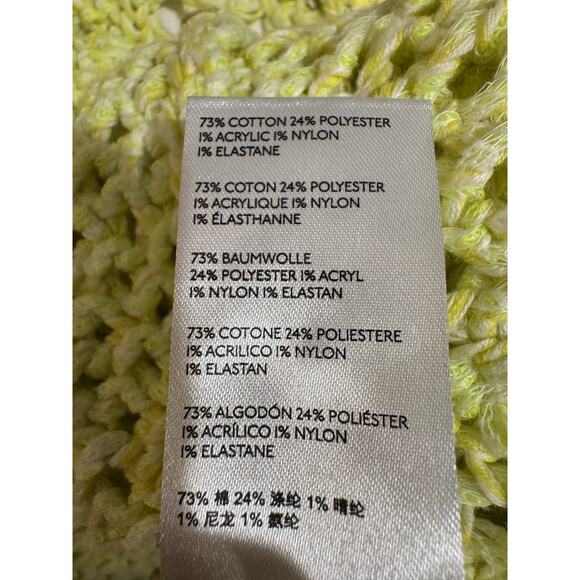 73% COTTON 24% POLYESTER
1% ACRYLIC 1% NYLON
1% ELASTANE
73% COTON 24% POLYESTER
1% ACRYLIQUE 1% NYLON
1% ÉLASTHANNE
73% BAUMWOLLE
24% POLYESTER 1% ACRYL
1% NYLON 1% ELASTAN
73% COTONE 24% POLIESTERE
1% ACRILICO 1% NYLON
1% ELASTAN
73% ALGODÓN 24% POLIÉSTER
1% ACRÍLICO 1% NYLON
1% ELASTANE
73% 棉 24% 涤纶 1% 晴纶
1% 尼龙 1% 氨纶